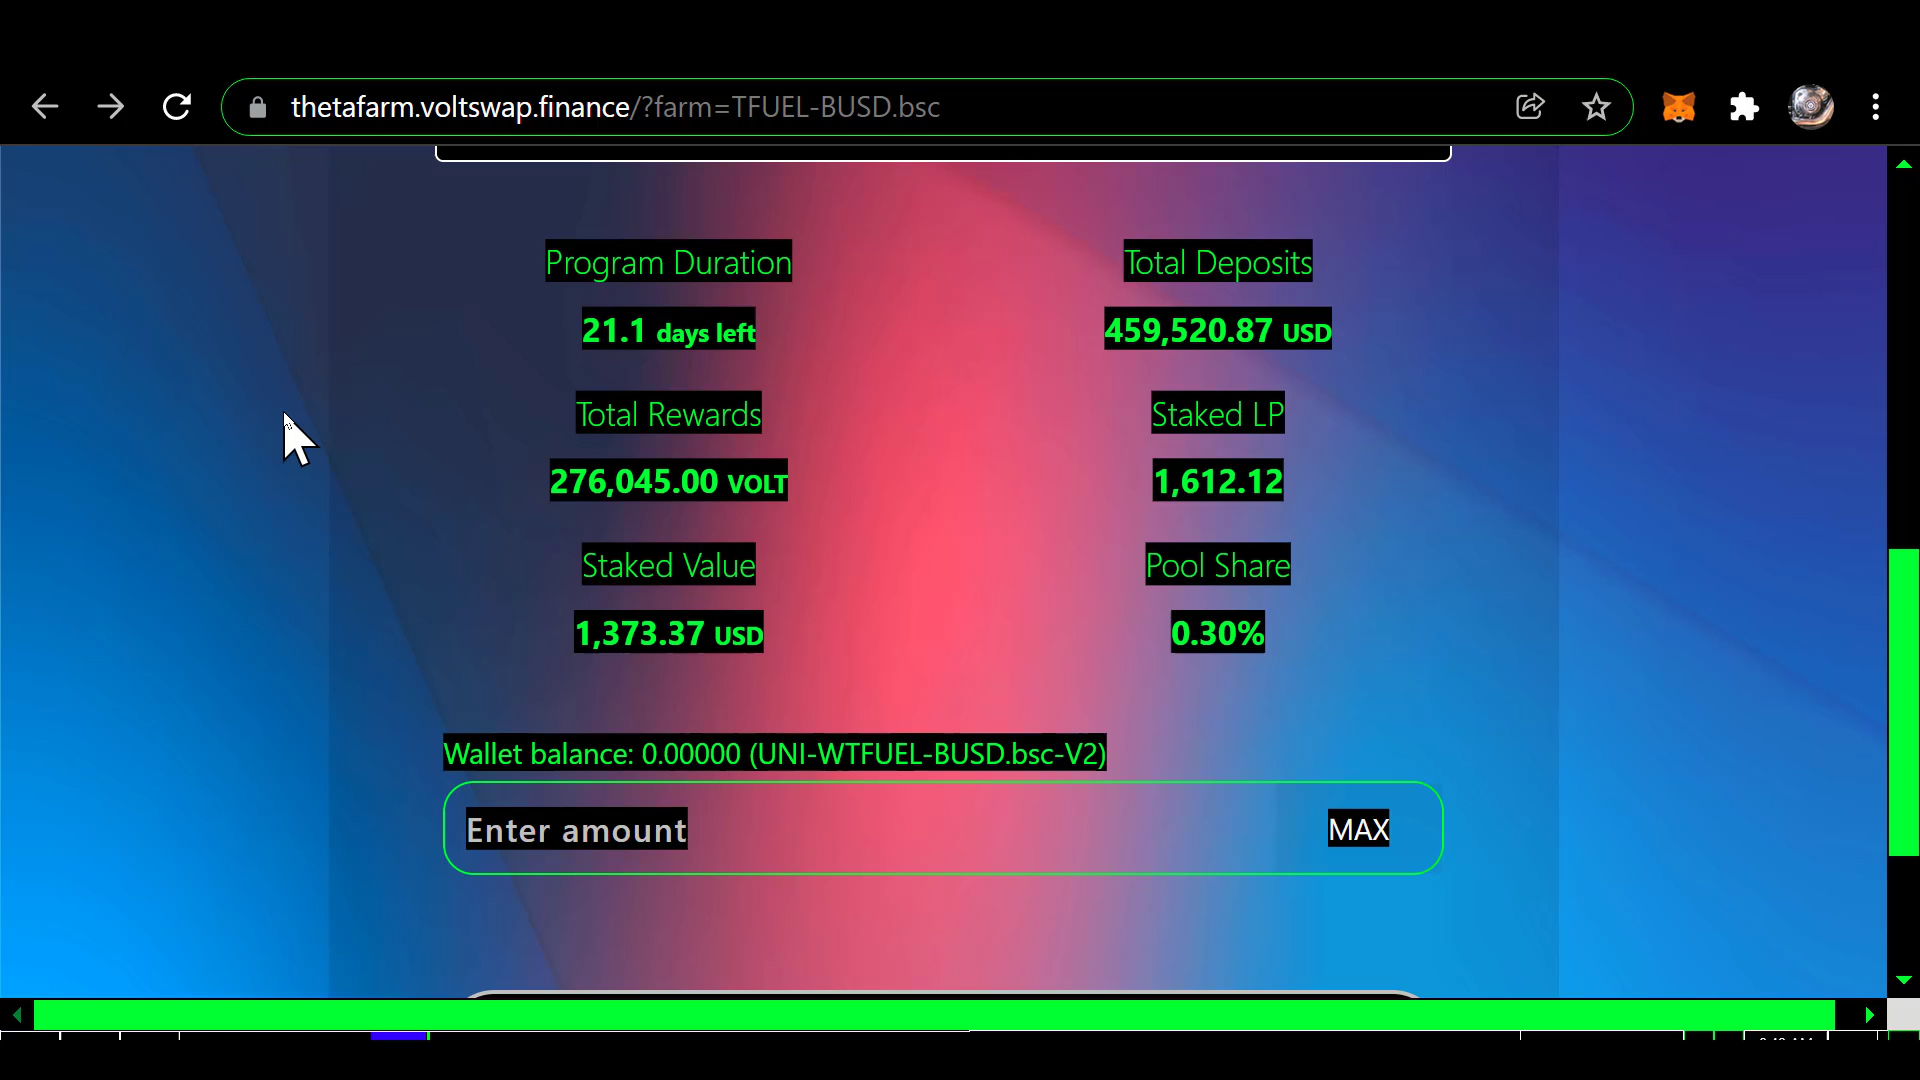 thetafarm.voltswap.finance/?farm=TFUEL-BUSD.bsc
Program Duration
Total Deposits
21.1 days left
459,520.87 USD
Total Rewards
Staked LP
276,045.00 VOLT
1,612.12
Staked Value
Pool Share
1,373.37 USD
0.30%
Wallet balance: 0.00000 (UNI-WTFUEL-BUSD.bsc-V2)
Enter amount
MAX